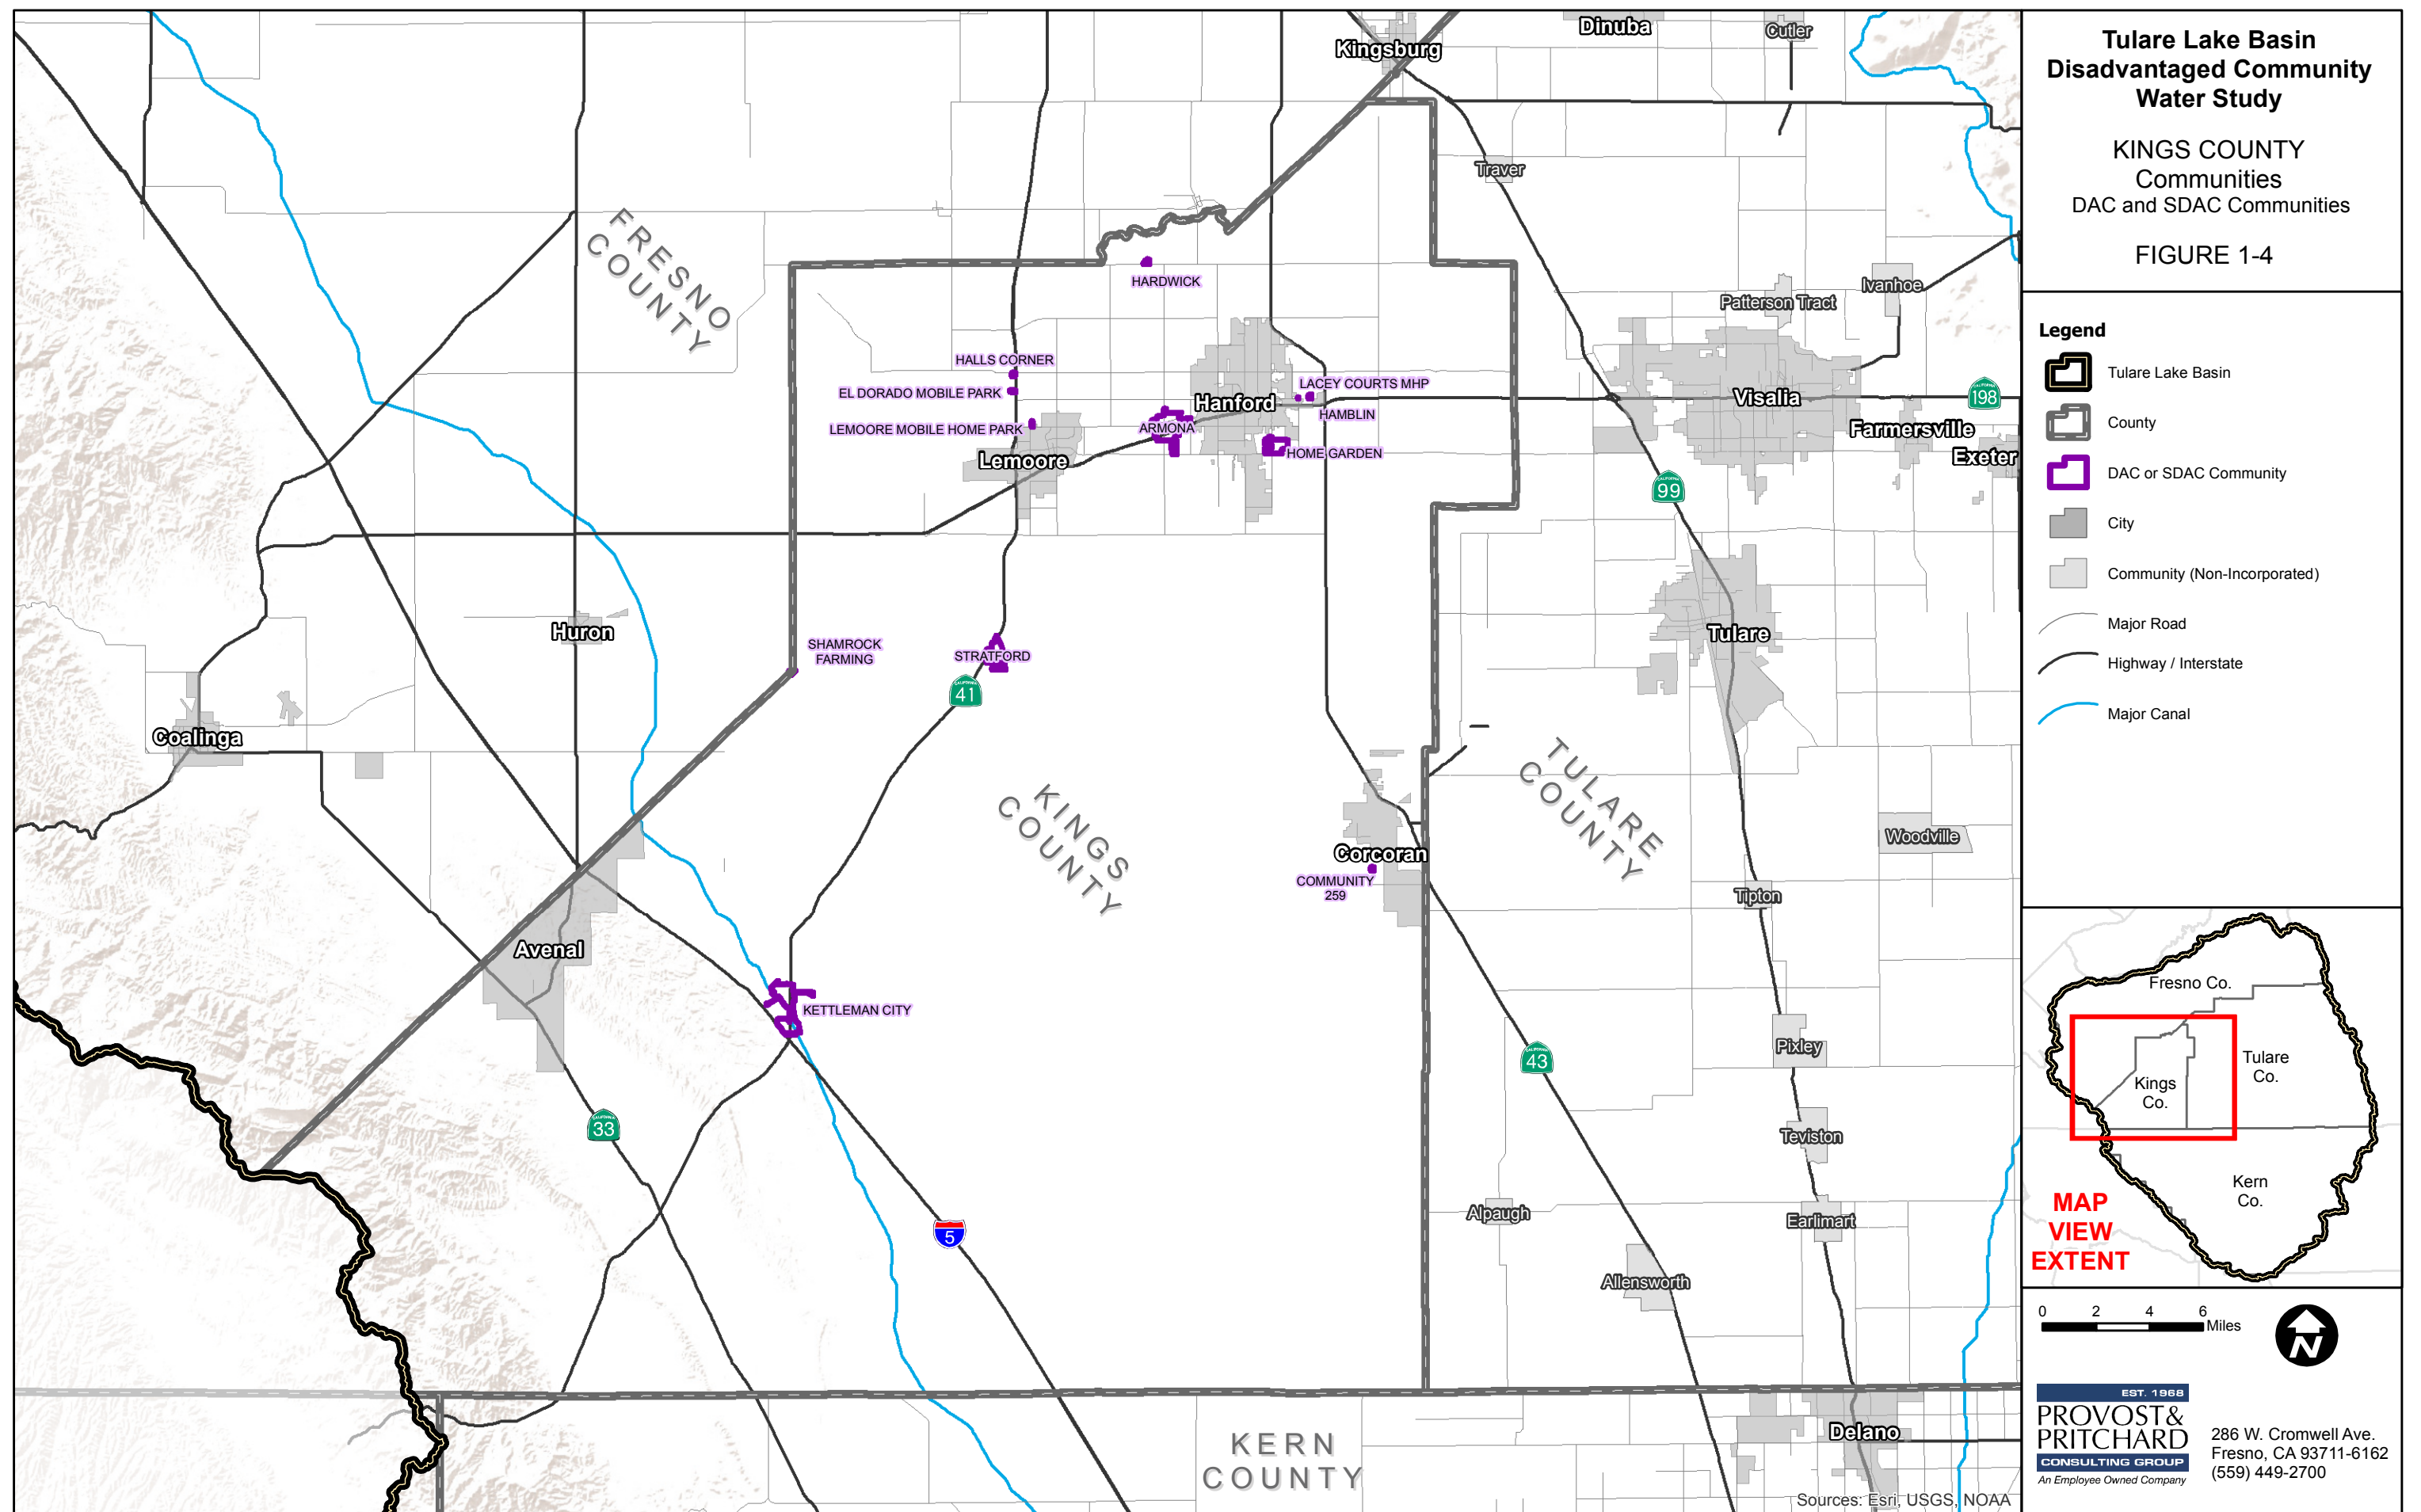 Tulare Lake Basin
Disadvantaged Community
Water Study
KINGS COUNTY
Communities
DAC and SDAC Communities
FIGURE 1-4
Legend
Tulare Lake Basin
County
DAC or SDAC Community
City
Community (Non-Incorporated)
Major Road
Highway / Interstate
Major Canal
Fresno Co.
Tulare
Co.
Kings
Co.
Kern
Co.
MAP
VIEW
EXTENT
0 2 4 6
Miles
N
EST. 1968
PROVOST&
PRITCHARD
CONSULTING GROUP
An Employee Owned Company
286 W. Cromwell Ave.
Fresno, CA 93711-6162
(559) 449-2700
Kingsburg
Dinuba
Cutler
Traver
FRESNO
COUNTY
HARDWICK
Patterson Tract
Ivanhoe
HALLS CORNER
EL DORADO MOBILE PARK
LEMOORE MOBILE HOME PARK
Lemoore
ARMONA
Hanford
LACEY COURTS MHP
HAMBLIN
HOME GARDEN
Visalia
CALIFORNIA
198
Farmersville
Exeter
CALIFORNIA
99
Huron
SHAMROCK
FARMING
STRATFORD
CALIFORNIA
41
Tulare
Coalinga
KINGS
COUNTY
TULARE
COUNTY
Woodville
Corcoran
COMMUNITY
259
Tipton
Avenal
KETTLEMAN CITY
Pixley
CALIFORNIA
43
CALIFORNIA
33
Teviston
5
Alpaugh
Earlimart
Allensworth
KERN
COUNTY
Delano
Sources: Esri, USGS, NOAA